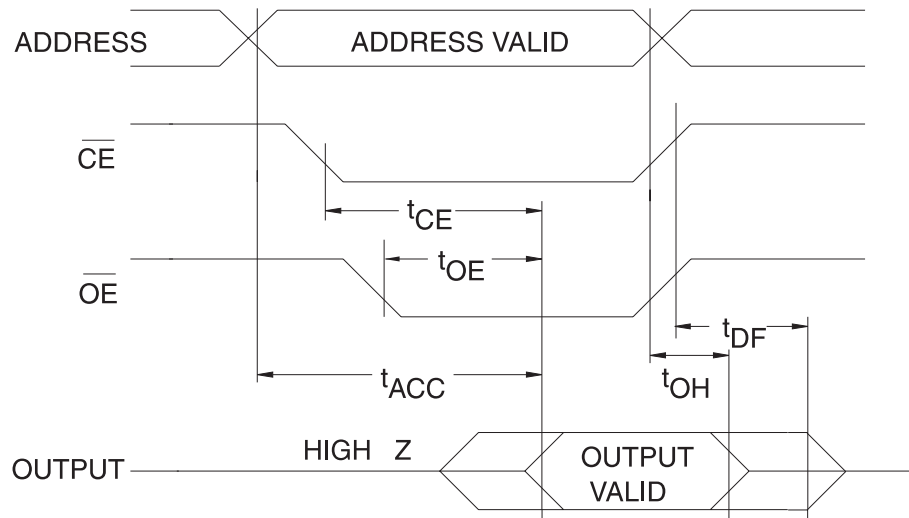 ADDRESS
ADDRESS VALID
CE
tCE
OE
tOE
tDF
tACC
tOH
OUTPUT
HIGH Z
OUTPUT
VALID